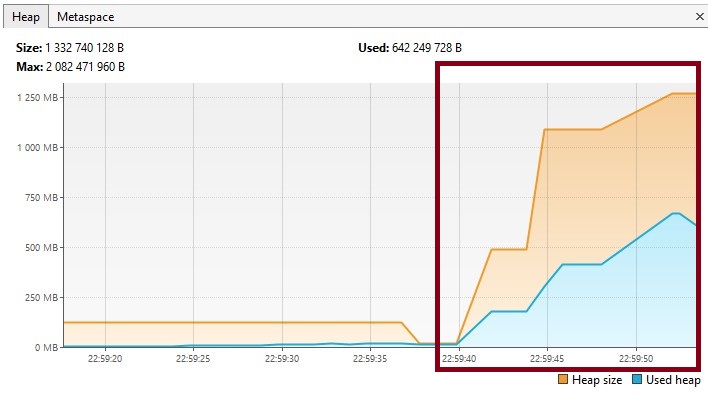 Heap Metaspace ×
Size: 1 332 740 128 B Used: 642 249 728 B
Max: 2 082 471 960 B
1 250 MB
1 000 MB
750 MB
500 MB
250 MB
0 MB
22:59:20 22:59:25 22:59:30 22:59:35 22:59:40 22:59:45 22:59:50
Heap size Used heap